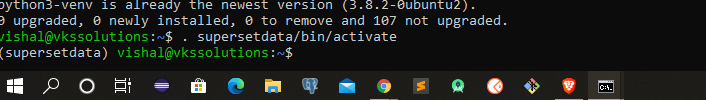 python3-venv is already the newest version (3.8.2-0ubuntu2).
0 upgraded, 0 newly installed, 0 to remove and 107 not upgraded.
vishal@vkssolutions:~$ . supersetdata/bin/activate
(supersetdata) vishal@vkssolutions:~$